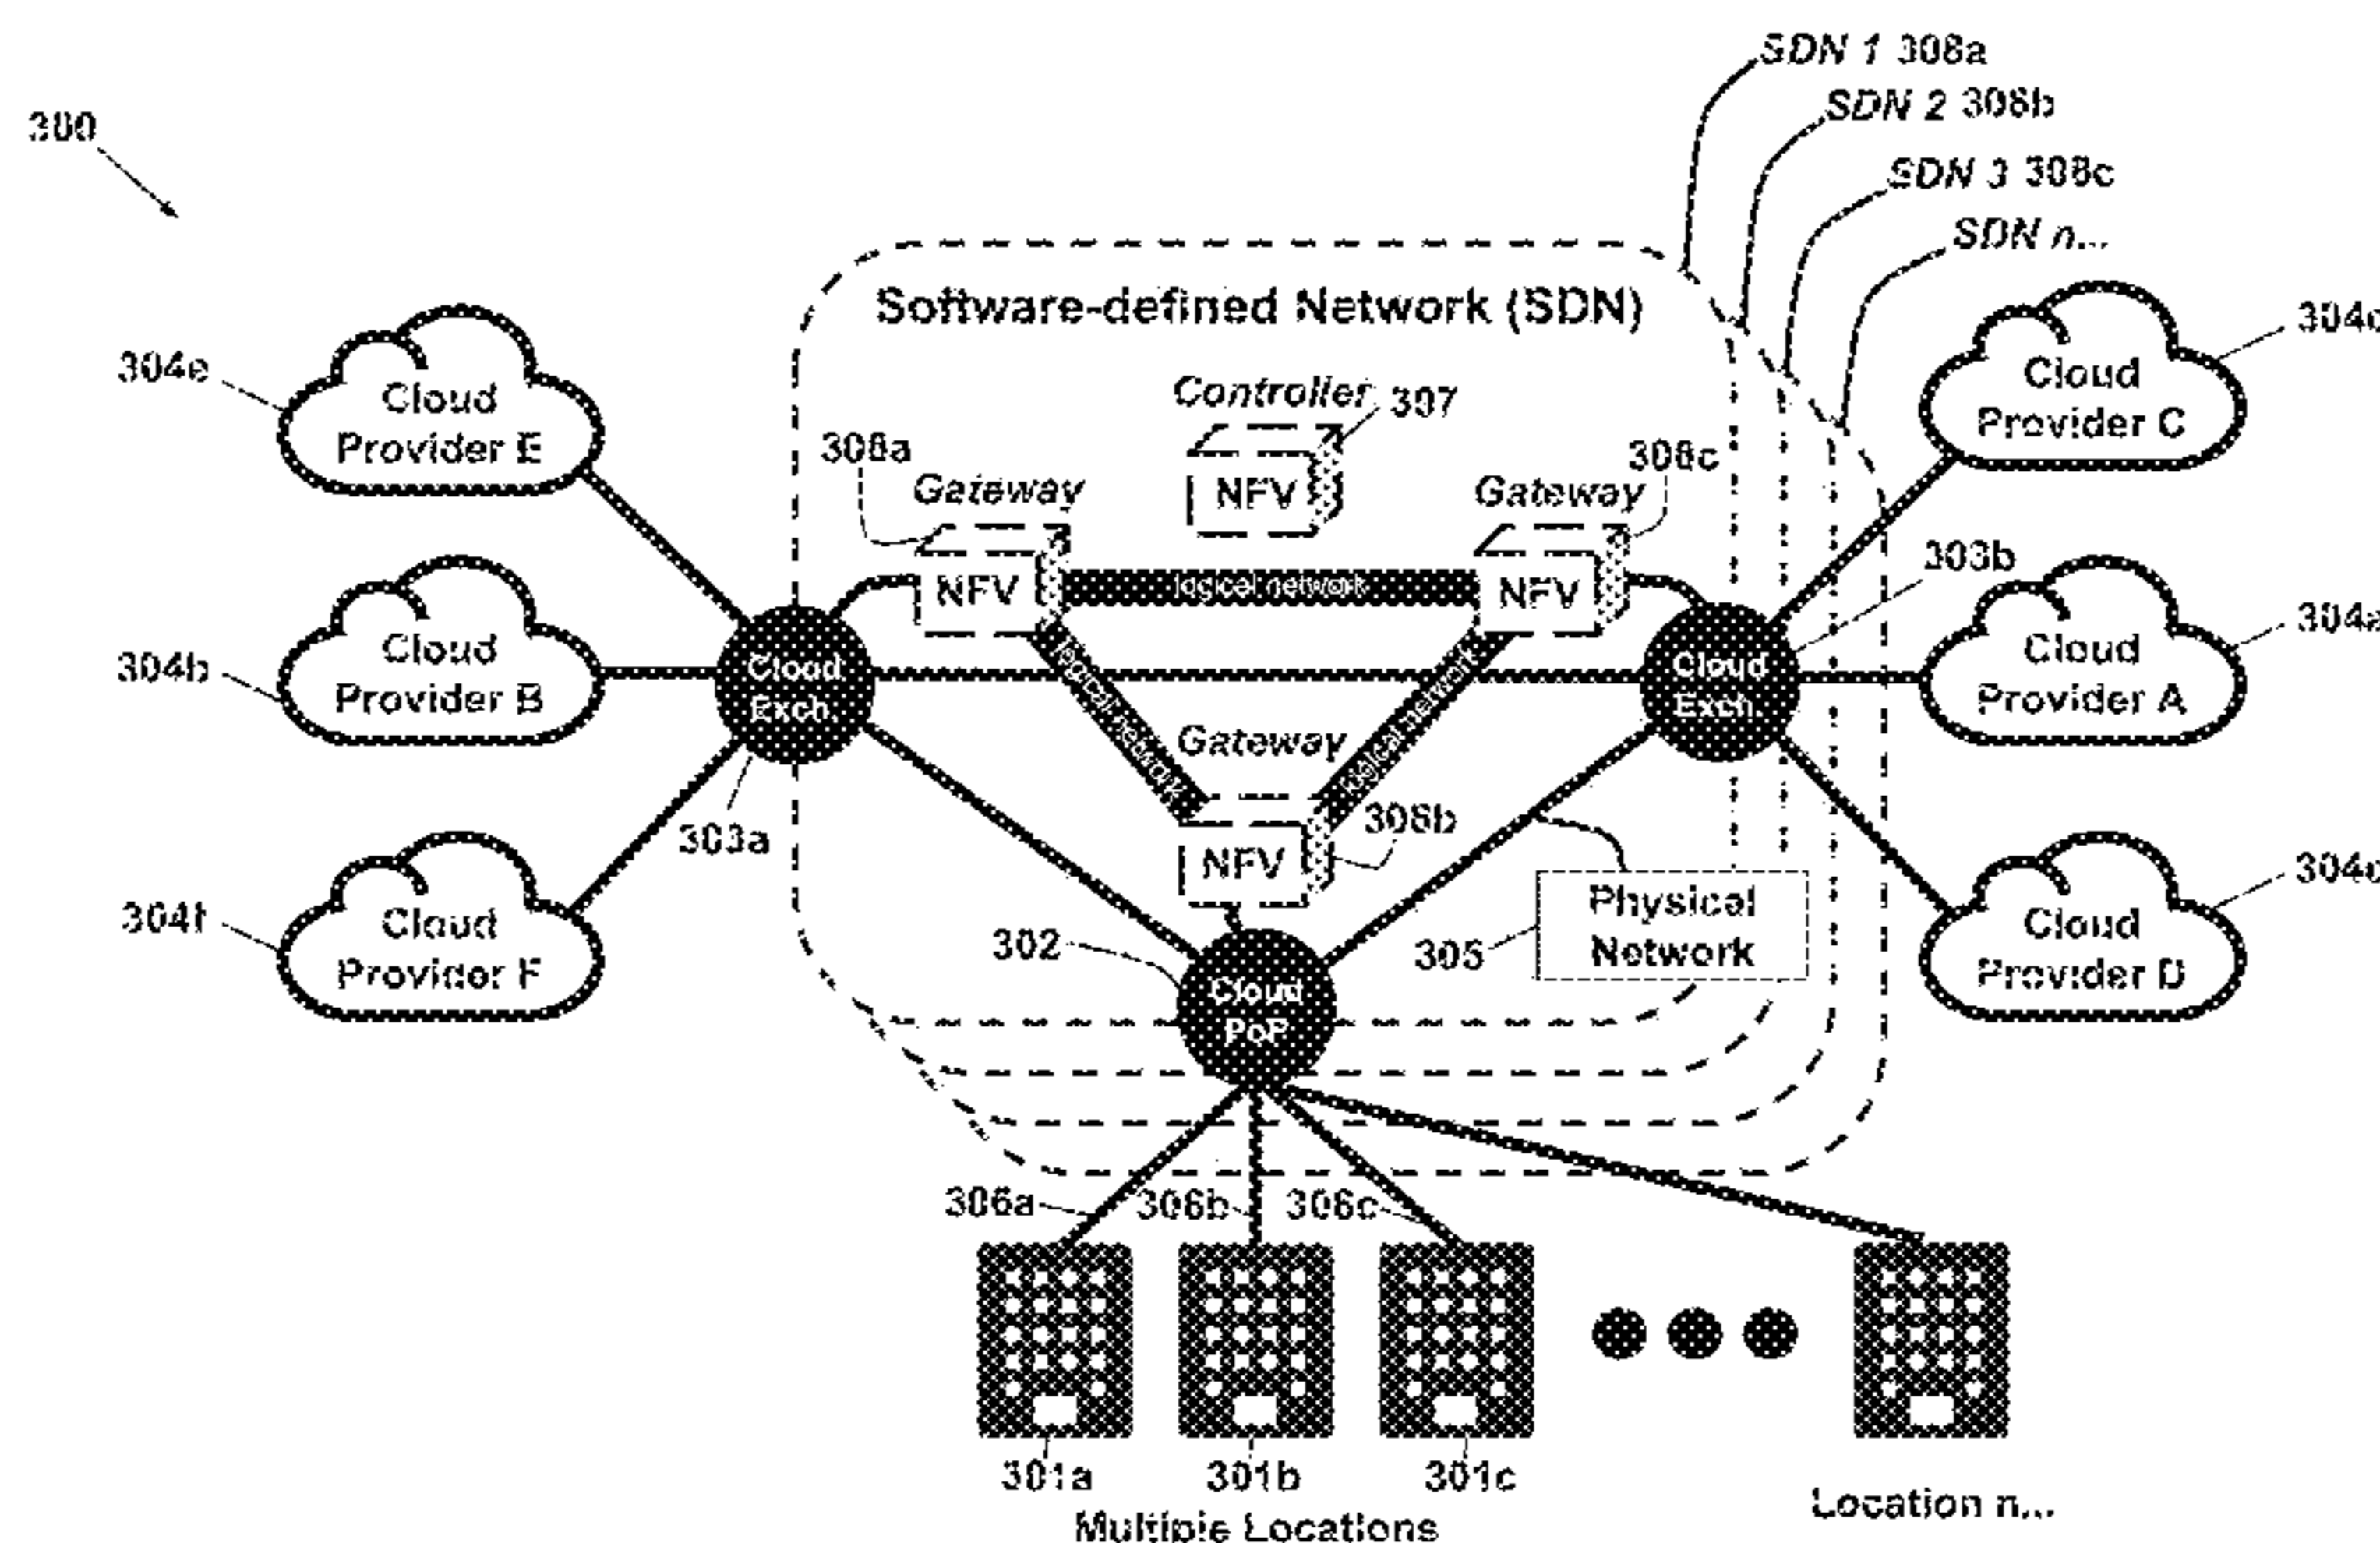 300
SDN 1 308a
SDN 2 308b
SDN 3 308c
SDN n...
Software-defined Network (SDN)
304e
Cloud
Provider E
Controller
307
NFV
Cloud
Provider C
308a
Gateway
NFV
308c
Gateway
NFV
logical network
303b
304b
Cloud
Provider B
Cloud
Exch.
303a
logical network
logical network
Cloud
Exch.
Cloud
Provider A
Gateway
NFV
308b
304f
Cloud
Provider F
302
Cloud
PoP
305
Physical
Network
Cloud
Provider D
306a
306b
306c
301a
301b
301c
Multiple Locations
Location n...